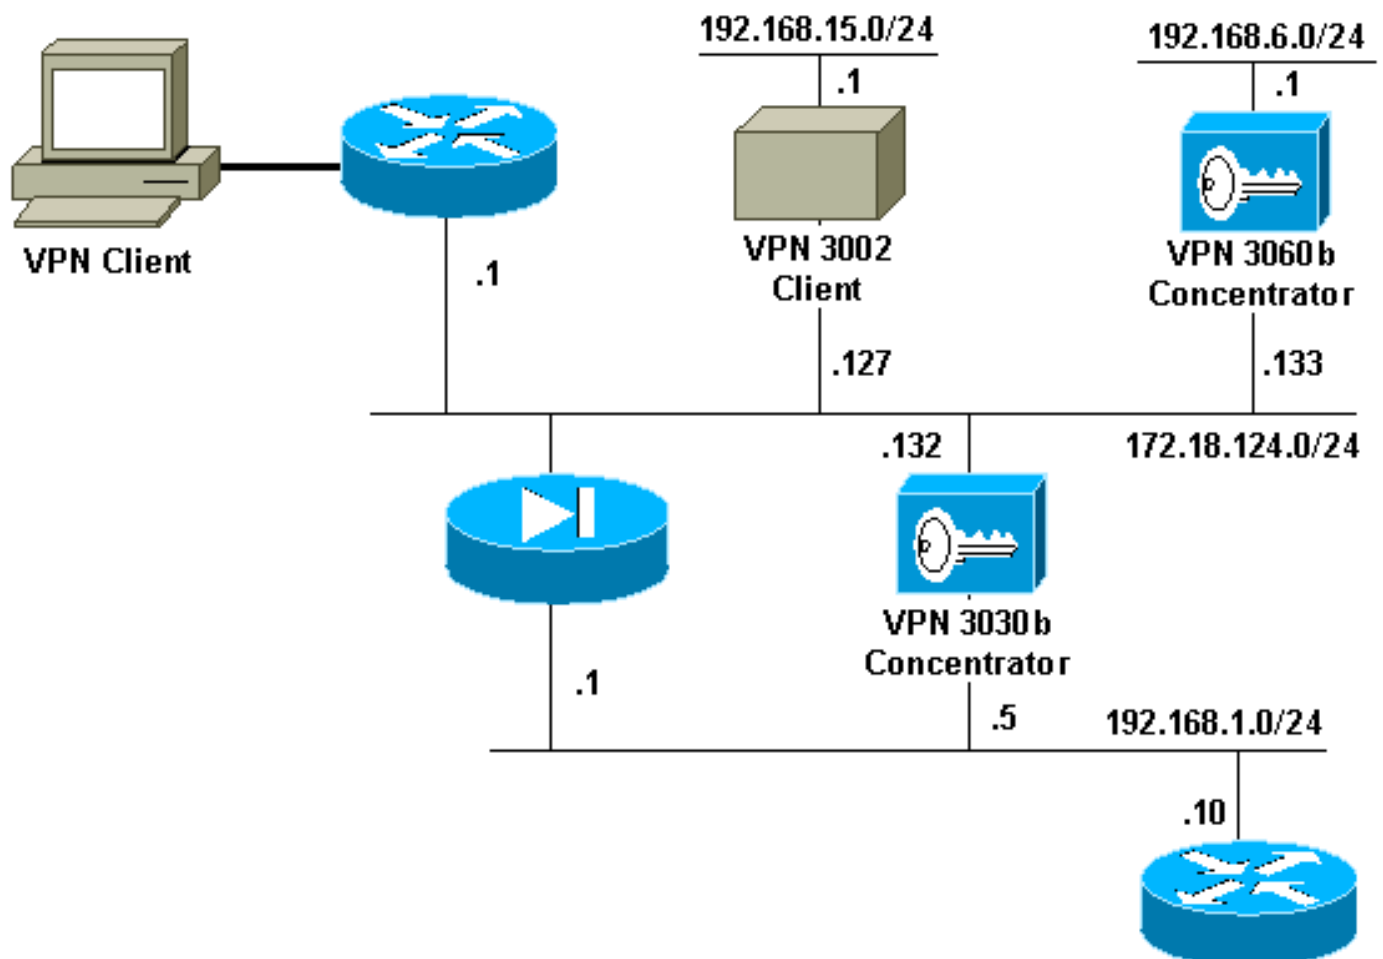 192.168.15.0/24
192.168.6.0/24
.1
.1
VPN Client
.1
VPN 3002
Client
VPN 3060b
Concentrator
.127
.133
.132
172.18.124.0/24
VPN 3030b
Concentrator
.1
.5
192.168.1.0/24
.10